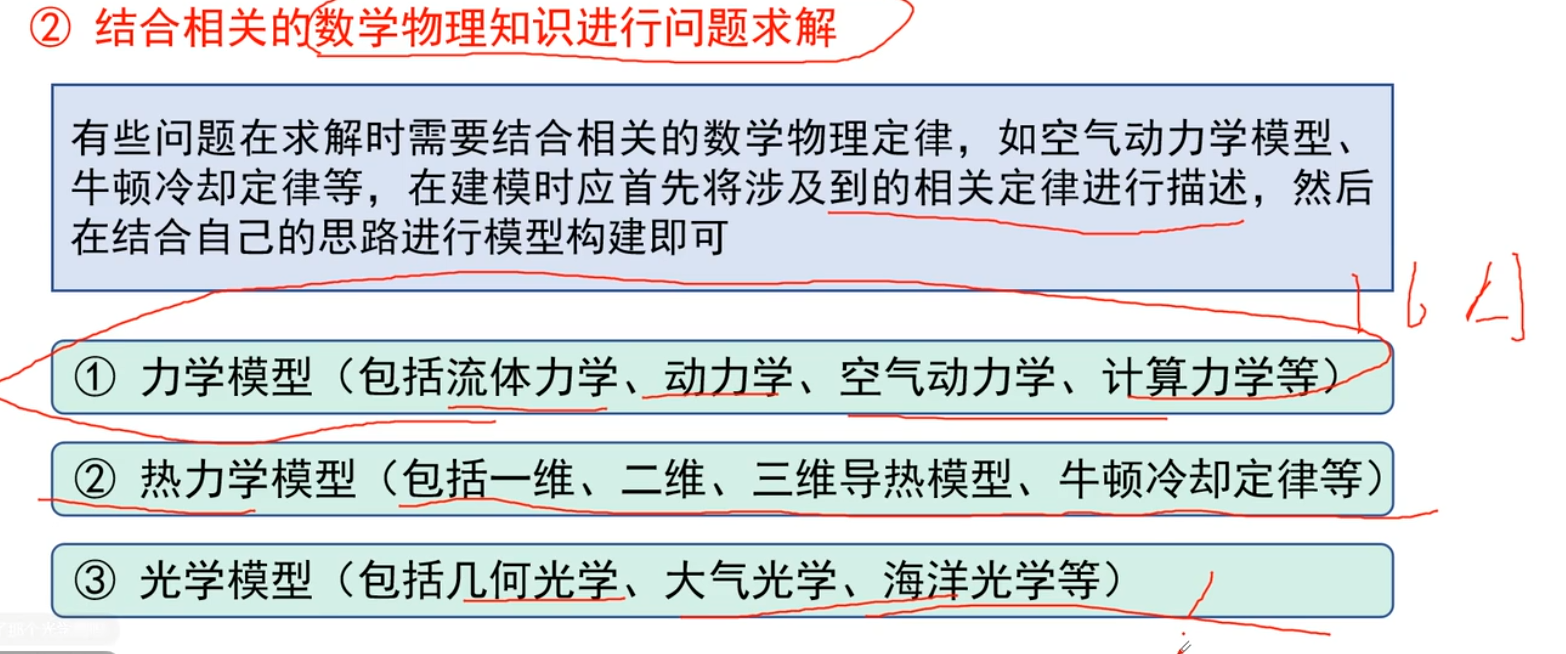 ② 结合相关的数学物理知识进行问题求解
有些问题在求解时需要结合相关的数学物理定律，如空气动力学模型、
牛顿冷却定律等，在建模时应首先将涉及到的相关定律进行描述，然后
在结合自己的思路进行模型构建即可
① 力学模型（包括流体力学、动力学、空气动力学、计算力学等）
② 热力学模型（包括一维、二维、三维导热模型、牛顿冷却定律等）
③ 光学模型（包括几何光学、大气光学、海洋光学等）